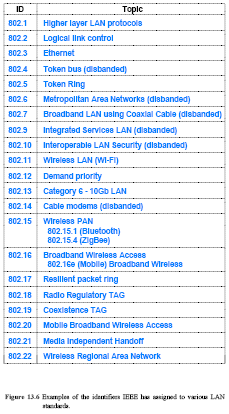 ID Topic
802.1 Higher layer LAN protocols
802.2 Logical link control
802.3 Ethernet
802.4 Token bus (disbanded)
802.5 Token Ring
802.6 Metropolitan Area Networks (disbanded)
802.7 Broadband LAN using Coaxial Cable (disbanded)
802.9 Integrated Services LAN (disbanded)
802.10 Interoperable LAN Security (disbanded)
802.11 Wireless LAN (Wi-Fi)
802.12 Demand priority
802.13 Category 6 - 10Gb LAN
802.14 Cable modems (disbanded)
802.15 Wireless PAN
802.15.1 (Bluetooth)
802.15.4 (ZigBee)
802.16 Broadband Wireless Access
802.16e (Mobile) Broadband Wireless
802.17 Resilient packet ring
802.18 Radio Regulatory TAG
802.19 Coexistence TAG
802.20 Mobile Broadband Wireless Access
802.21 Media Independent Handoff
802.22 Wireless Regional Area Network
Figure 13.6 Examples of the identifiers IEEE has assigned to various LAN
standards.